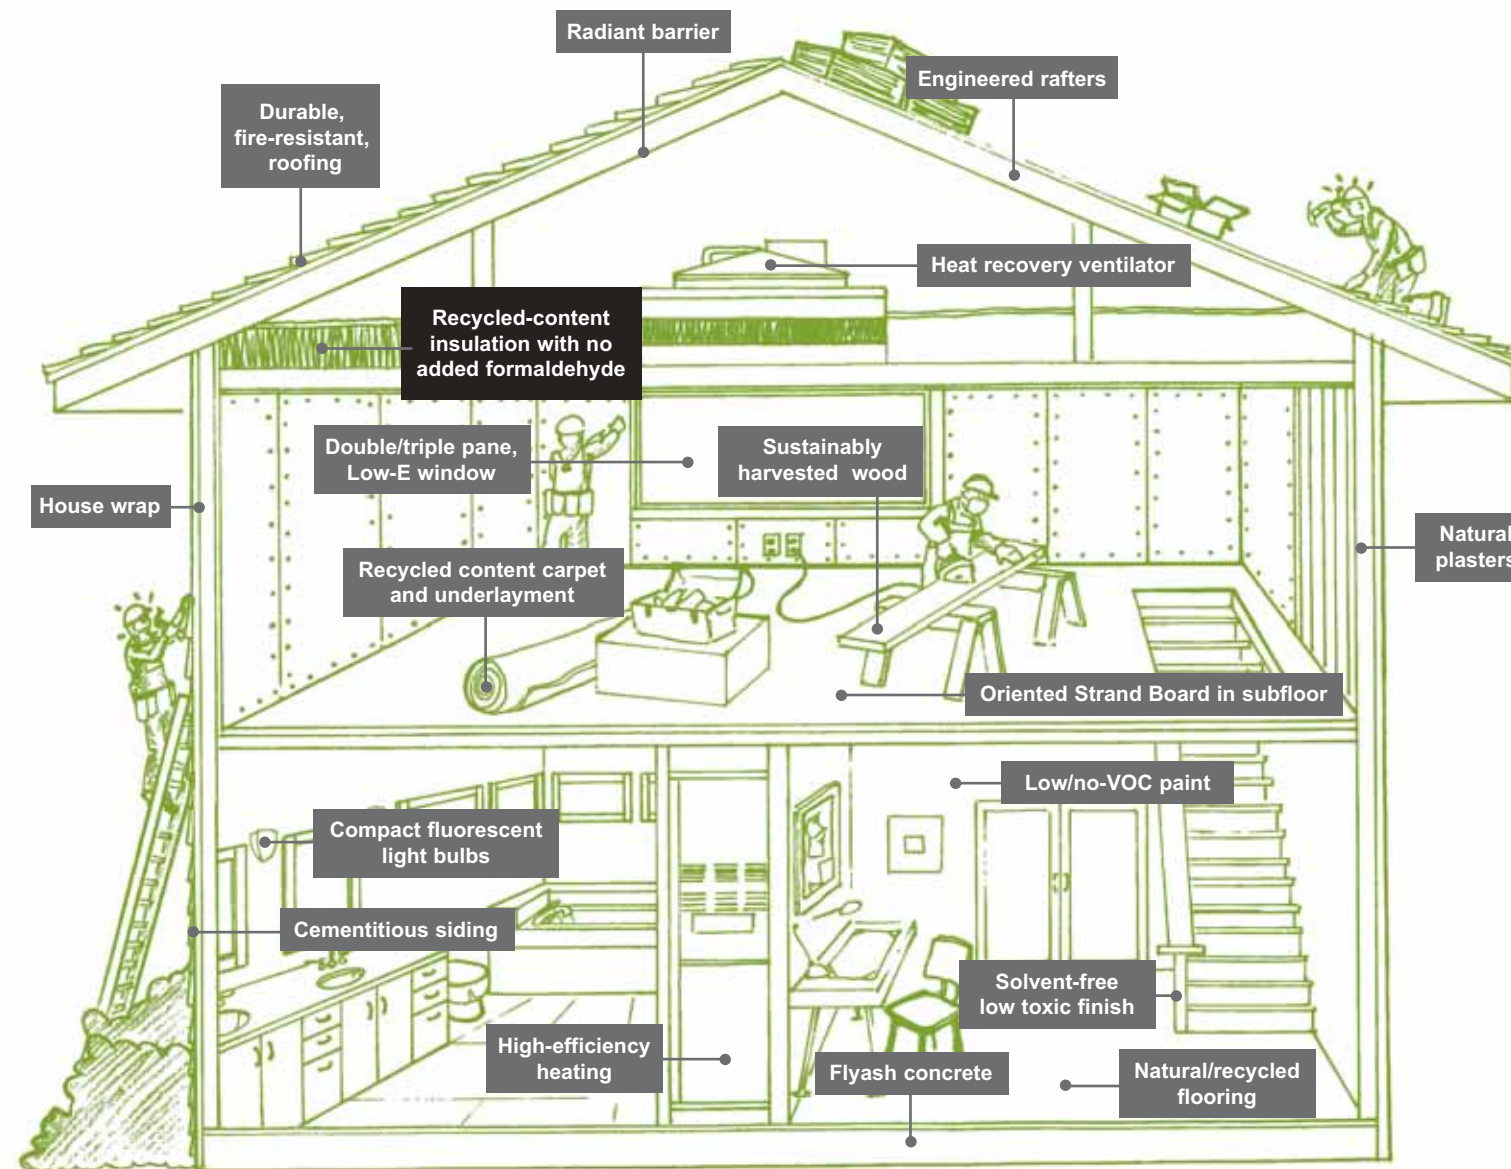 Radiant barrier
Engineered rafters
Durable,
fire-resistant,
roofing
Heat recovery ventilator
Recycled-content
insulation with no
added formaldehyde
Double/triple pane,
Low-E window
Sustainably
harvested wood
House wrap
Natural
plasters
Recycled content carpet
and underlayment
Oriented Strand Board in subfloor
Low/no-VOC paint
Compact fluorescent
light bulbs
Cementitious siding
Solvent-free
low toxic finish
High-efficiency
heating
Flyash concrete
Natural/recycled
flooring